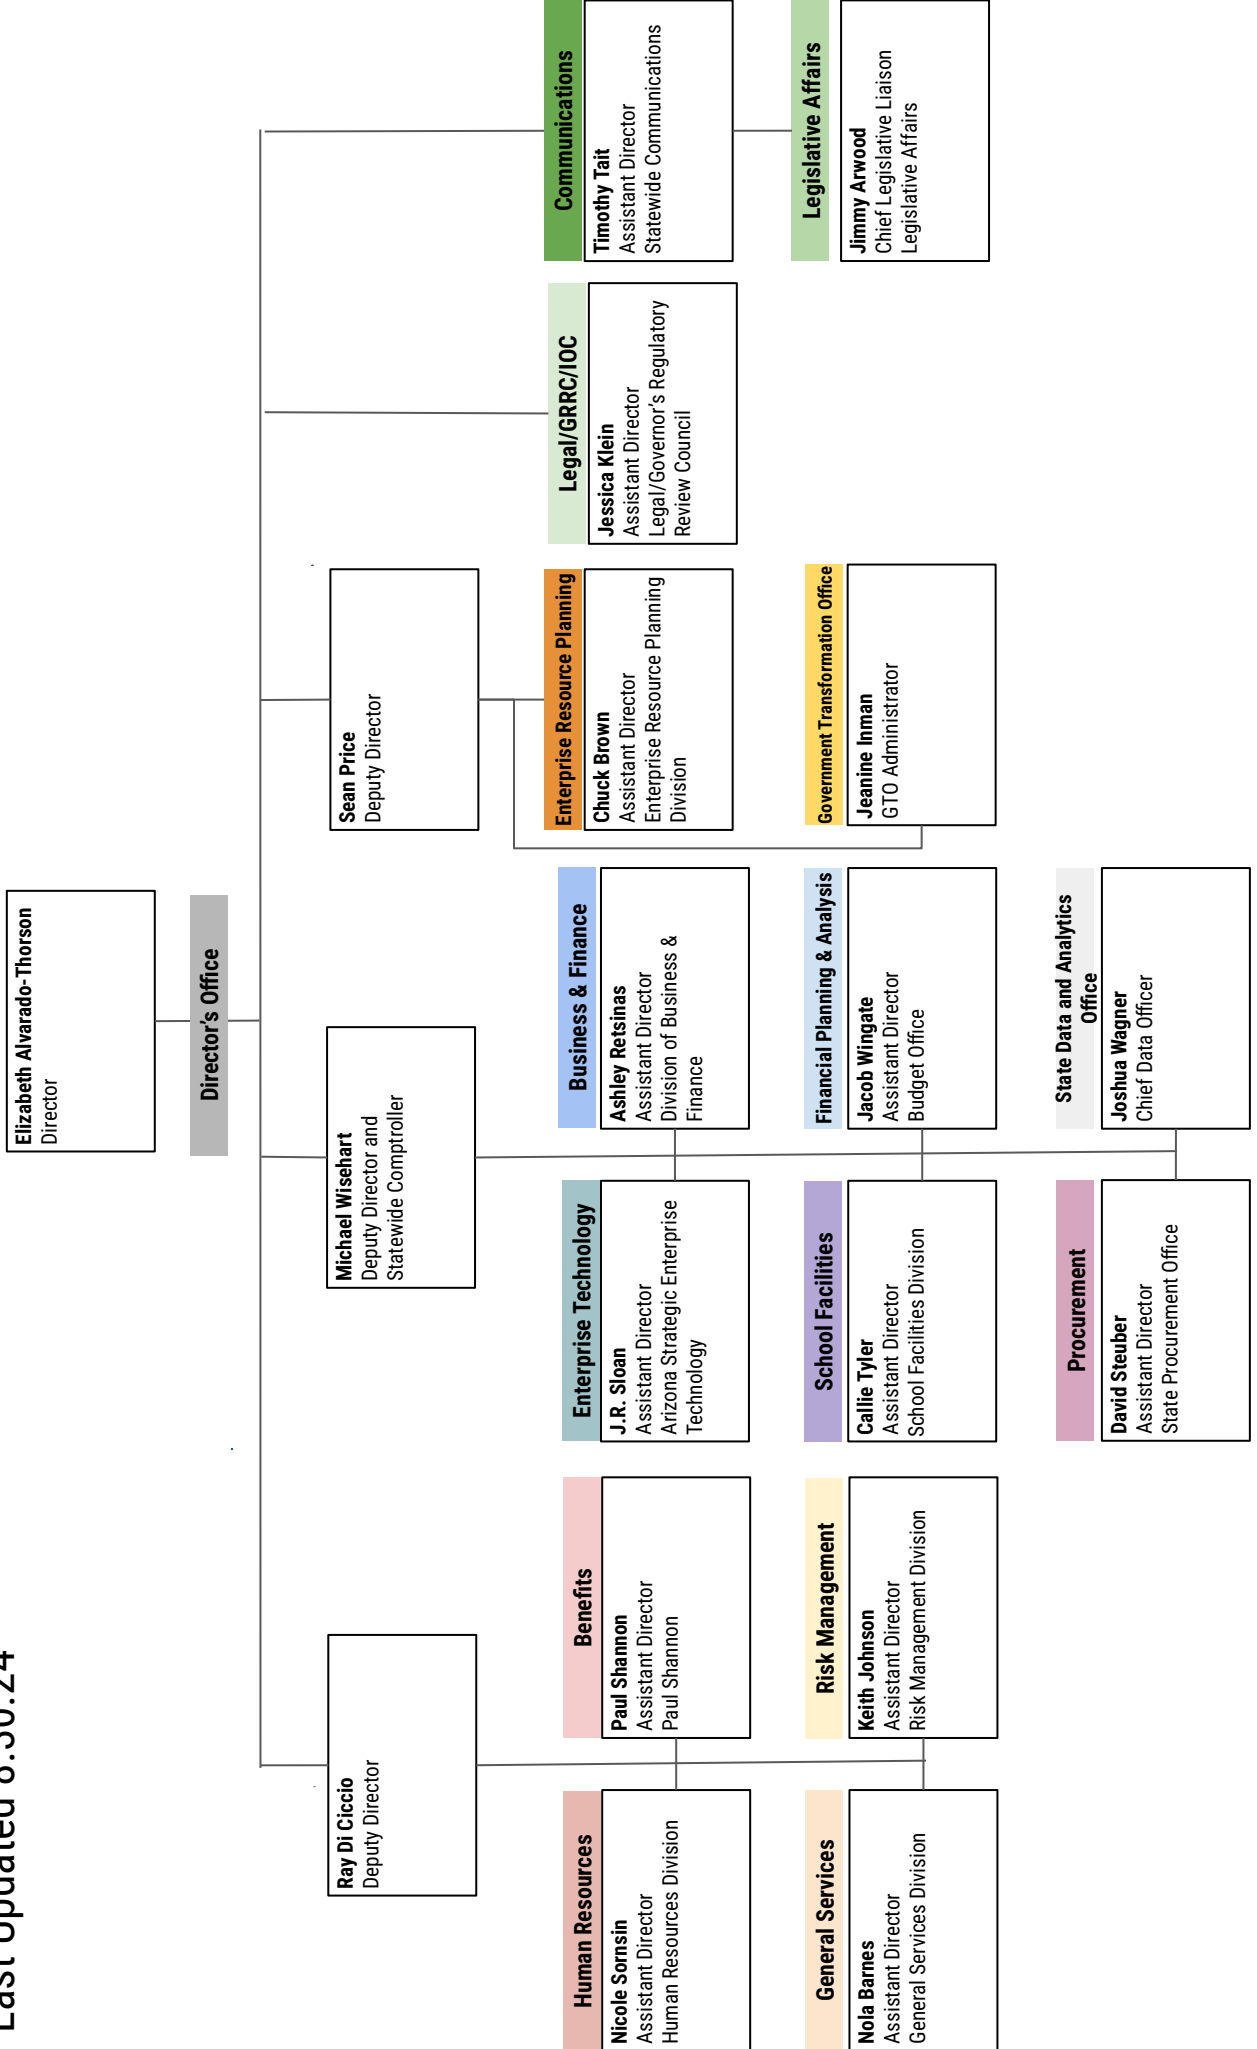 Last Updated 8.30.24
Elizabeth Alvarado-Thorson
Director
Director's Office
Ray Di Ciccio
Deputy Director
Michael Wisehart
Deputy Director and
Statewide Comptroller
Sean Price
Deputy Director
Human Resources
Nicole Sornsin
Assistant Director
Human Resources Division
Benefits
Paul Shannon
Assistant Director
Paul Shannon
Enterprise Technology
J.R. Sloan
Assistant Director
Arizona Strategic Enterprise
Technology
Business & Finance
Ashley Retsinas
Assistant Director
Division of Business &
Finance
Enterprise Resource Planning
Chuck Brown
Assistant Director
Enterprise Resource Planning
Division
Legal/GRRC/IOC
Jessica Klein
Assistant Director
Legal/Governor's Regulatory
Review Council
Communications
Timothy Tait
Assistant Director
Statewide Communications
General Services
Nola Barnes
Assistant Director
General Services Division
Risk Management
Keith Johnson
Assistant Director
Risk Management Division
School Facilities
Callie Tyler
Assistant Director
School Facilities Division
Financial Planning & Analysis
Jacob Wingate
Assistant Director
Budget Office
Government Transformation Office
Jeanine Inman
GTO Administrator
Legislative Affairs
Jimmy Arwood
Chief Legislative Liaison
Legislative Affairs
Procurement
David Steuber
Assistant Director
State Procurement Office
State Data and Analytics
Office
Joshua Wagner
Chief Data Officer